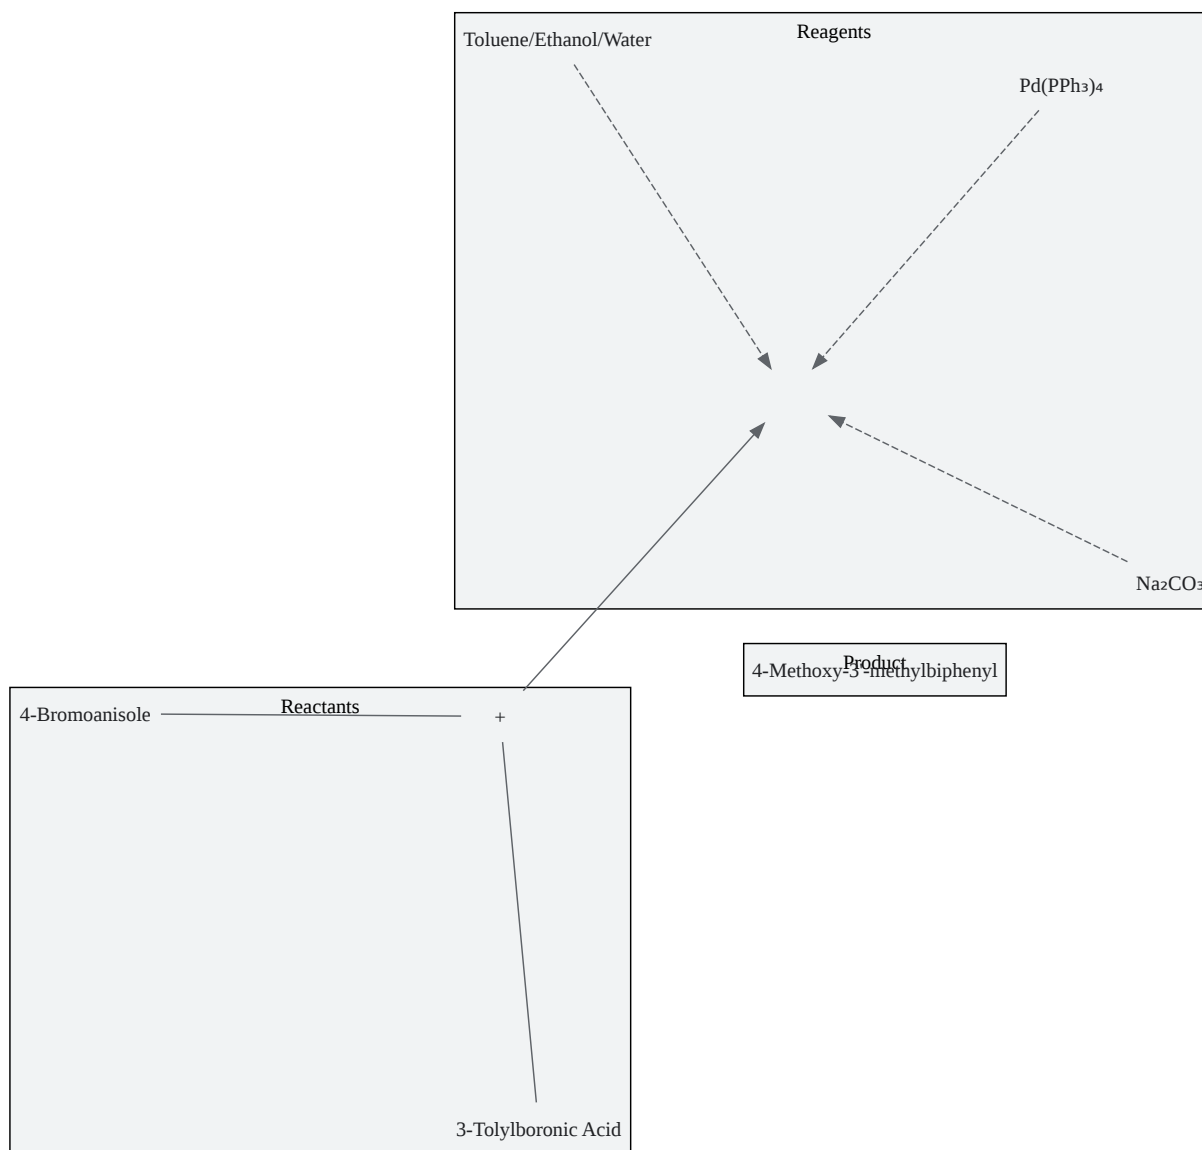 Reagents
Toluene/Ethanol/Water
Pd(PPh₃)₄
Na₂CO₃
Product
4-Methoxy-3'-methylbiphenyl
Reactants
4-Bromoanisole
+
3-Tolylboronic Acid